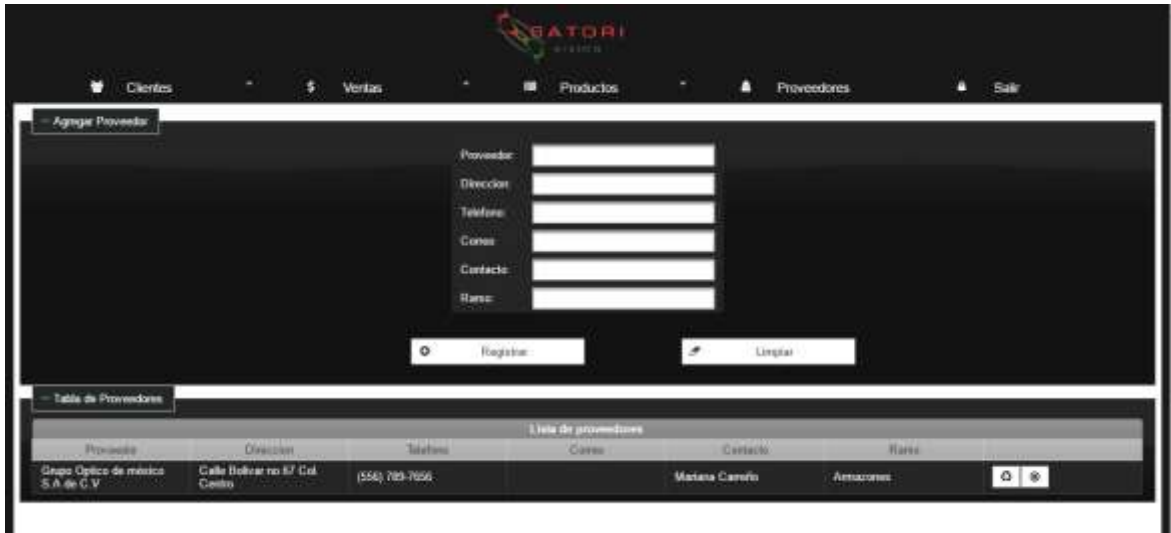 SATORI
VISION
Clientes
$ Ventas
Productos
Proveedores
Salir
Agregar Proveedor
Proveedor:
Direccion:
Telefono:
Correo:
Contacto:
Ramo:
Registrar
Limpiar
Tabla de Proveedores
Lista de proveedores
Proveedor Direccion Telefono Correo Contacto Ramo
Grupo Optico de méxico Calle Bolivar no.67 Col. (556) 789-7656 Mariana Carreño Armazones
S.A de C.V Centro